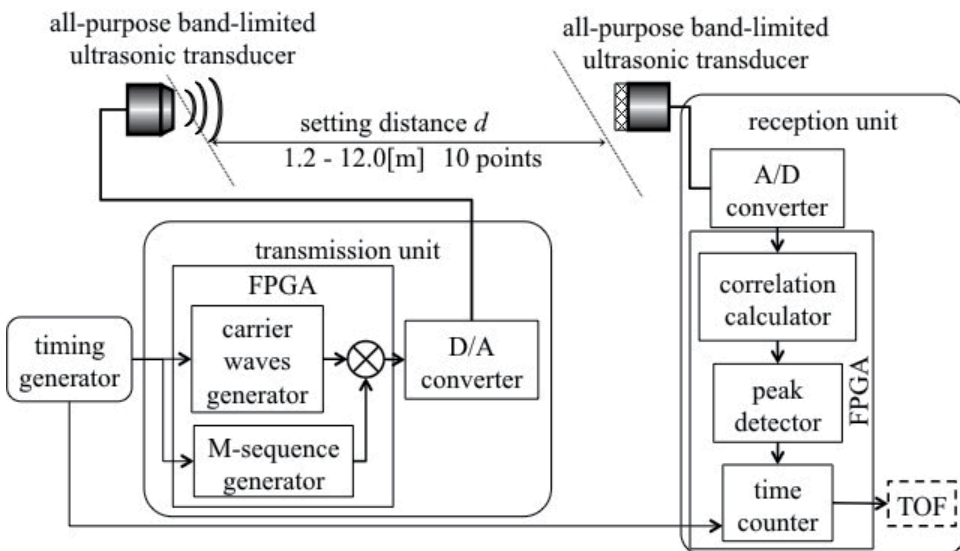 all-purpose band-limited
ultrasonic transducer
all-purpose band-limited
ultrasonic transducer
setting distance d
1.2 - 12.0[m] 10 points
reception unit
A/D
converter
transmission unit
FPGA
correlation
calculator
carrier
waves
generator
timing
generator
D/A
converter
peak
detector
FPGA
M-sequence
generator
time
counter
TOF